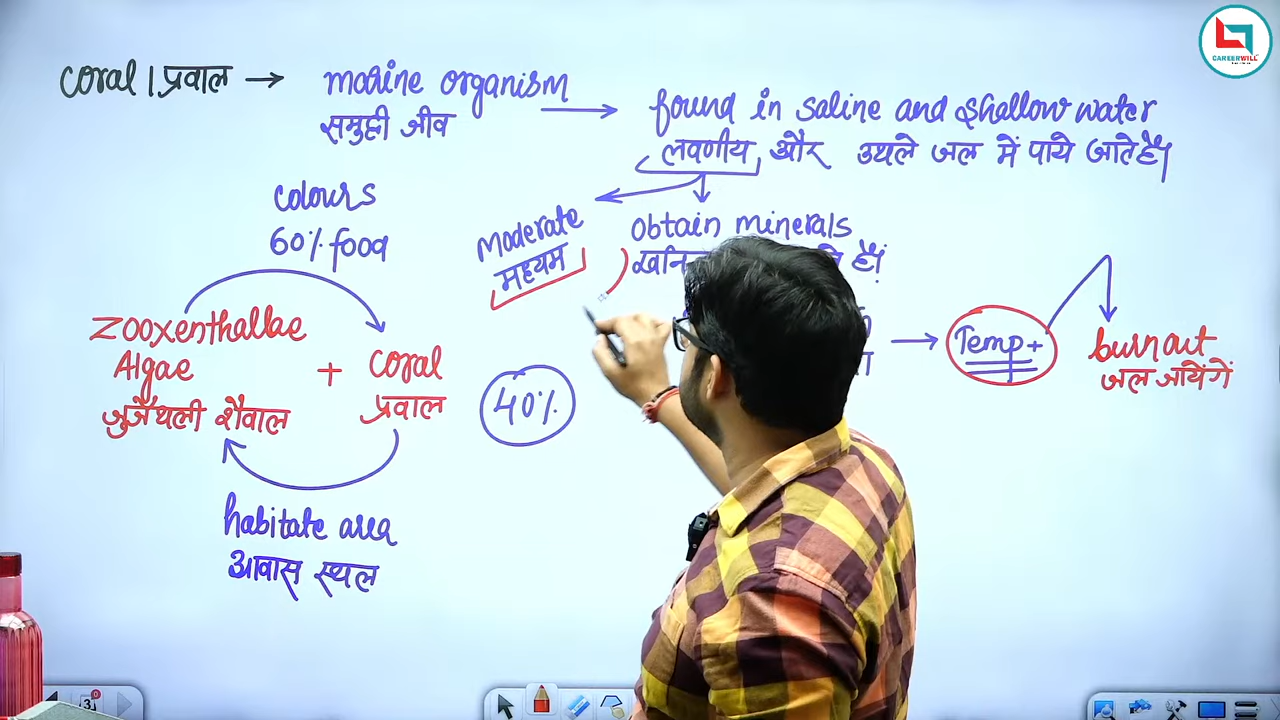 coral | प्रवाल →
marine organism →
समुद्री जीव
found in saline and shallow water
लवणीय और उथले जल में पाये जाते हैं।
colours
60% food
Moderate
मध्यम
obtain minerals
हैं।
Zooxenthallae
Algae
जुजैंथली शैवाल
+
coral
प्रवाल
40%
→ Temp+
burnout
जल जायेंगें
habitate area
आवास स्थल
CAREERWILL